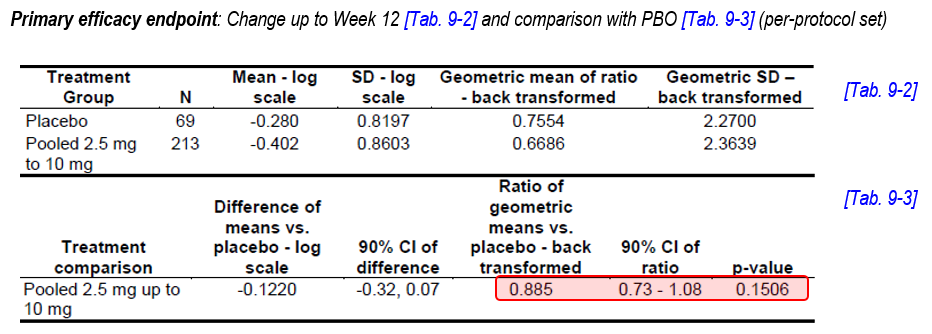 Primary efficacy endpoint: Change up to Week 12 [Tab. 9-2] and comparison with PBO [Tab. 9-3] (per-protocol set)
Treatment Group N Mean - log scale SD - log scale Geometric mean of ratio - back transformed Geometric SD – back transformed
[Tab. 9-2]
Placebo 69 -0.280 0.8197 0.7554 2.2700
Pooled 2.5 mg to 10 mg 213 -0.402 0.8603 0.6686 2.3639
[Tab. 9-3]
Treatment comparison Difference of means vs. placebo - log scale 90% CI of difference Ratio of geometric means vs. placebo - back transformed 90% CI of ratio p-value
Pooled 2.5 mg up to 10 mg -0.1220 -0.32, 0.07 0.885 0.73 - 1.08 0.1506